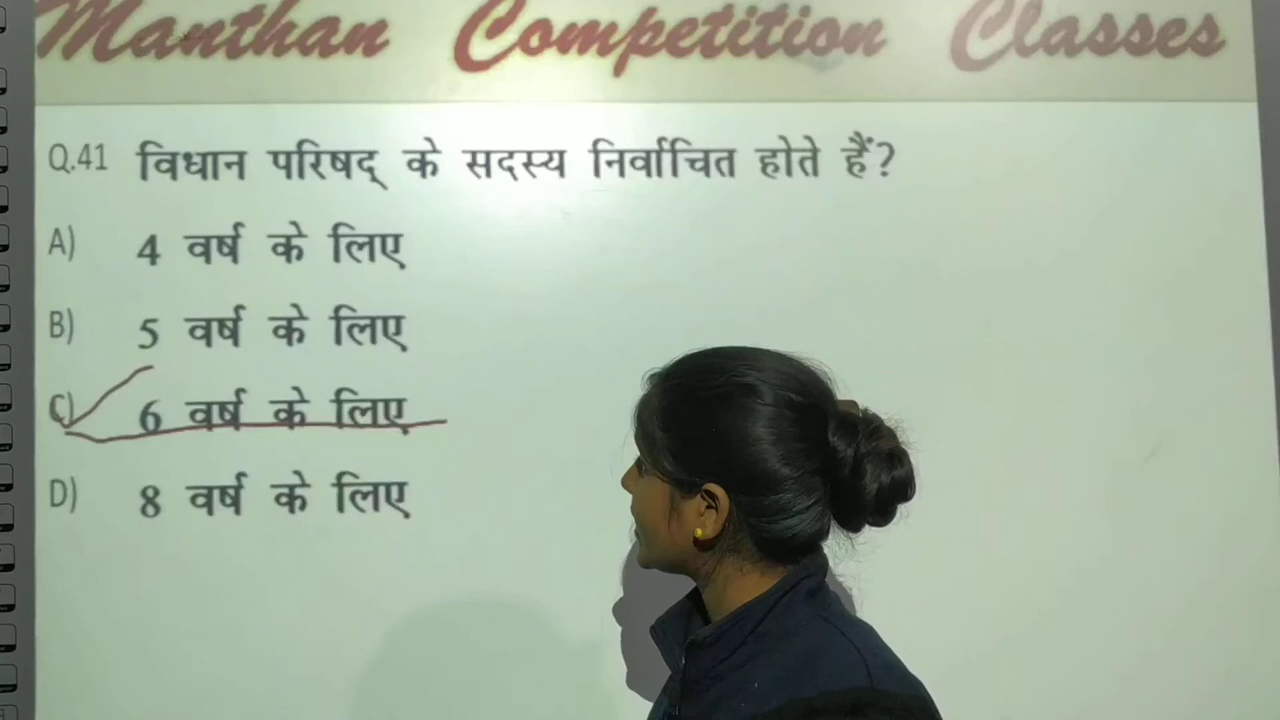 Manthan Competition Classes
Q.41 विधान परिषद् के सदस्य निर्वाचित होते हैं?
A) 4 वर्ष के लिए
B) 5 वर्ष के लिए
C) 6 वर्ष के लिए
D) 8 वर्ष के लिए